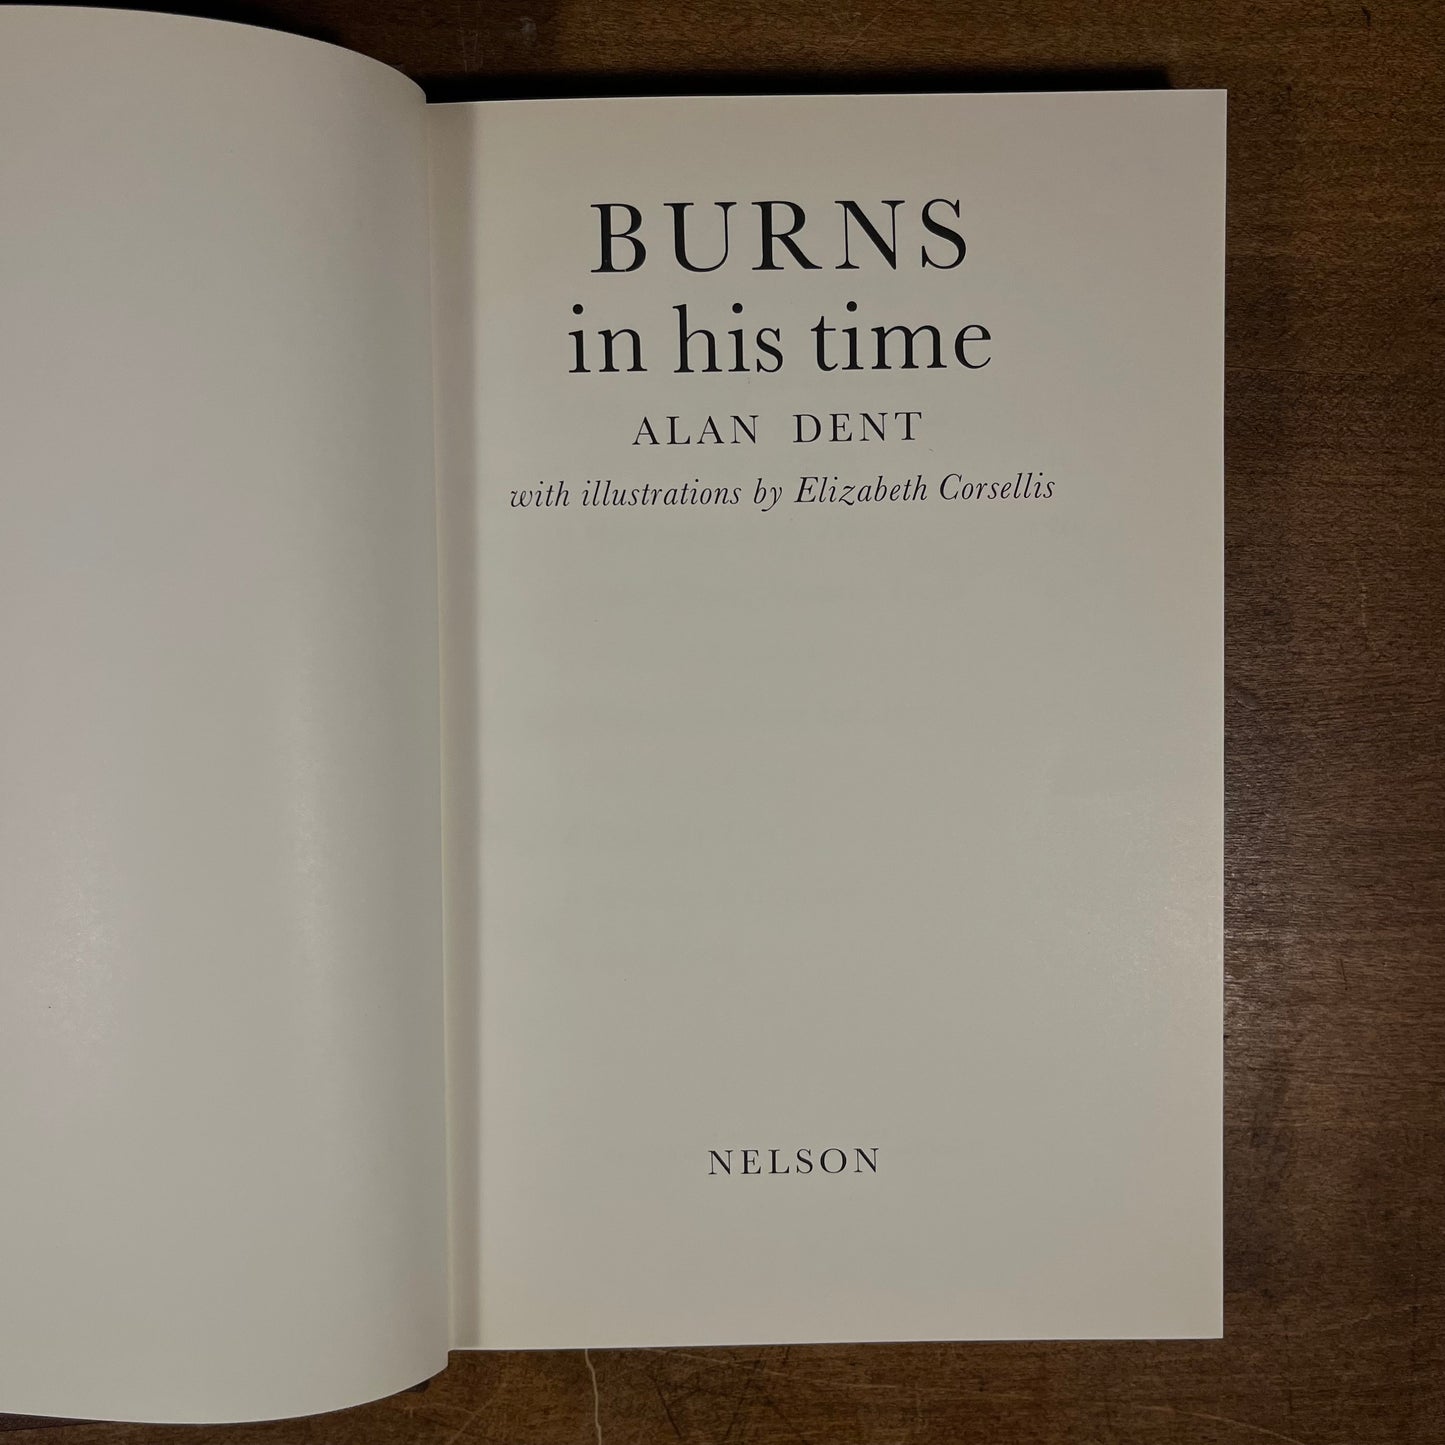 BURNS
in his time
ALAN DENT
with illustrations by Elizabeth Corsellis
NELSON